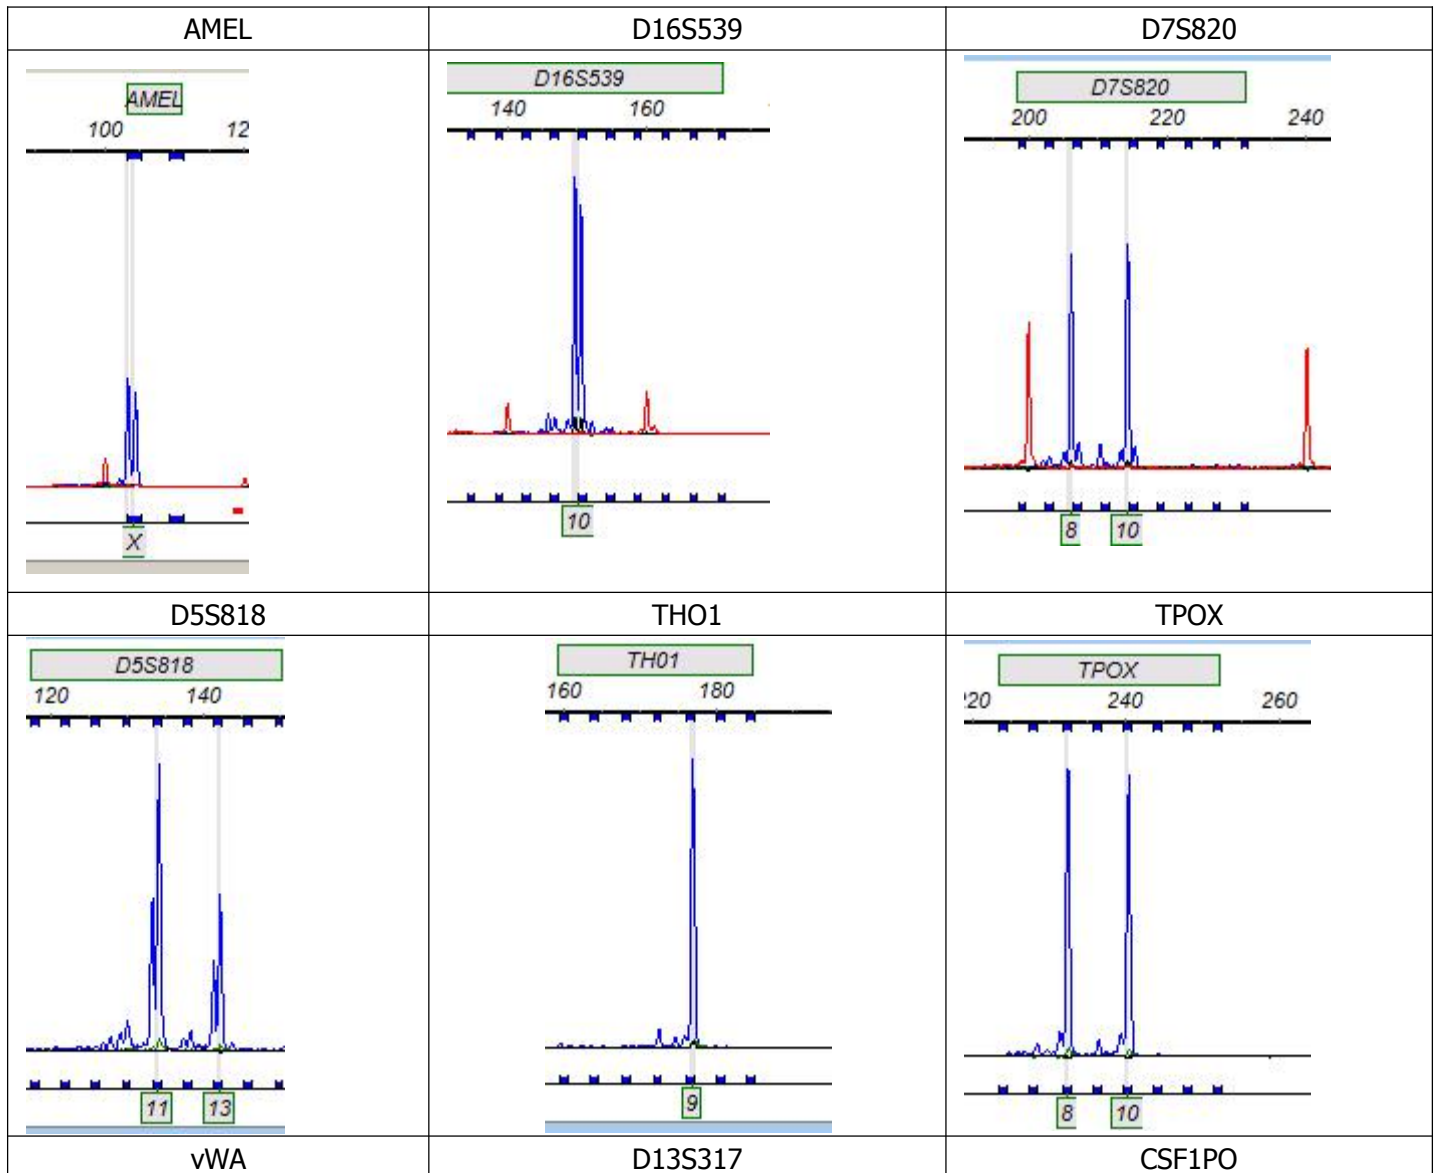 AMEL D16S539 D7S820
AMEL
100 12
X
D16S539
140 160
10
D7S820
200 220 240
8 10
D5S818 THO1 TPOX
D5S818
120 140
11 13
TH01
160 180
9
TPOX
20 240 260
8 10
vWA D13S317 CSF1PO